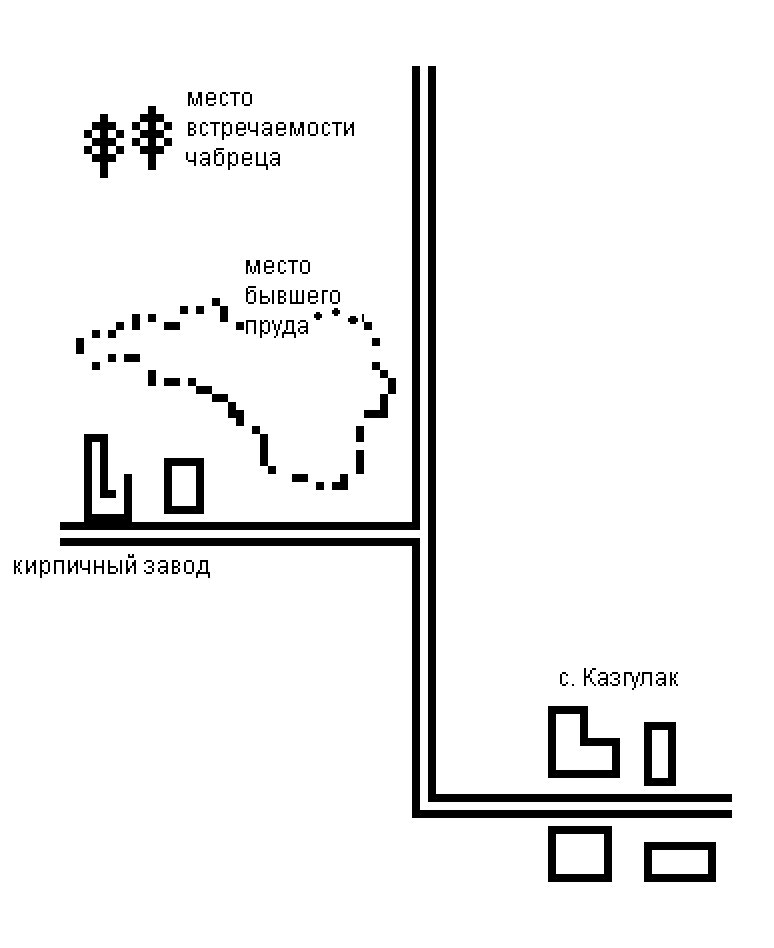 место
встречаемости
чабреца
место
бывшего
пруда
кирпичный завод
с. Казгулак